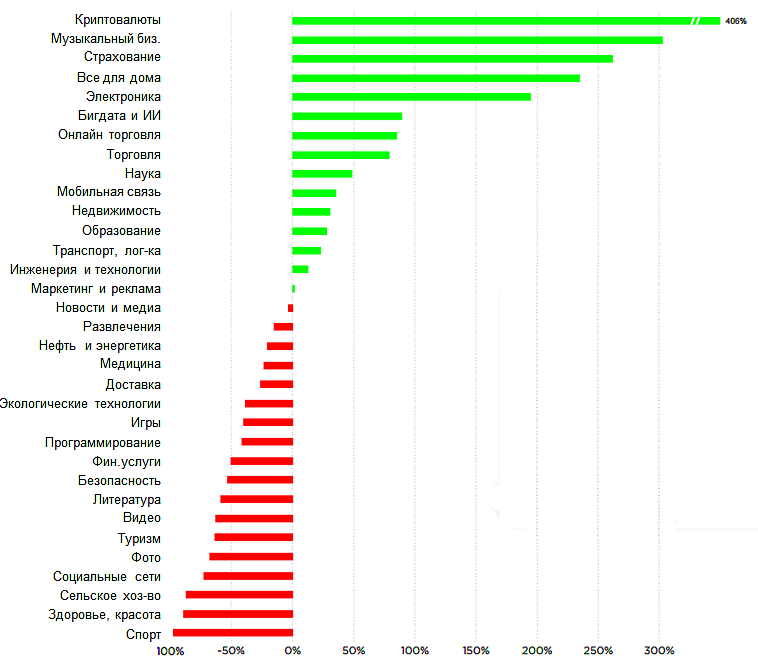 Криптовалюты
406%
Музыкальный биз.
Страхование
Все для дома
Электроника
Бигдата и ИИ
Онлайн торговля
Торговля
Наука
Мобильная связь
Недвижимость
Образование
Транспорт, лог-ка
Инженерия и технологии
Маркетинг и реклама
Новости и медиа
Развлечения
Нефть и энергетика
Медицина
Доставка
Экологические технологии
Игры
Программирование
Фин.услуги
Безопасность
Литература
Видео
Туризм
Фото
Социальные сети
Сельское хоз-во
Здоровье, красота
Спорт
100% -50% 0% 50% 100% 150% 200% 250% 300%